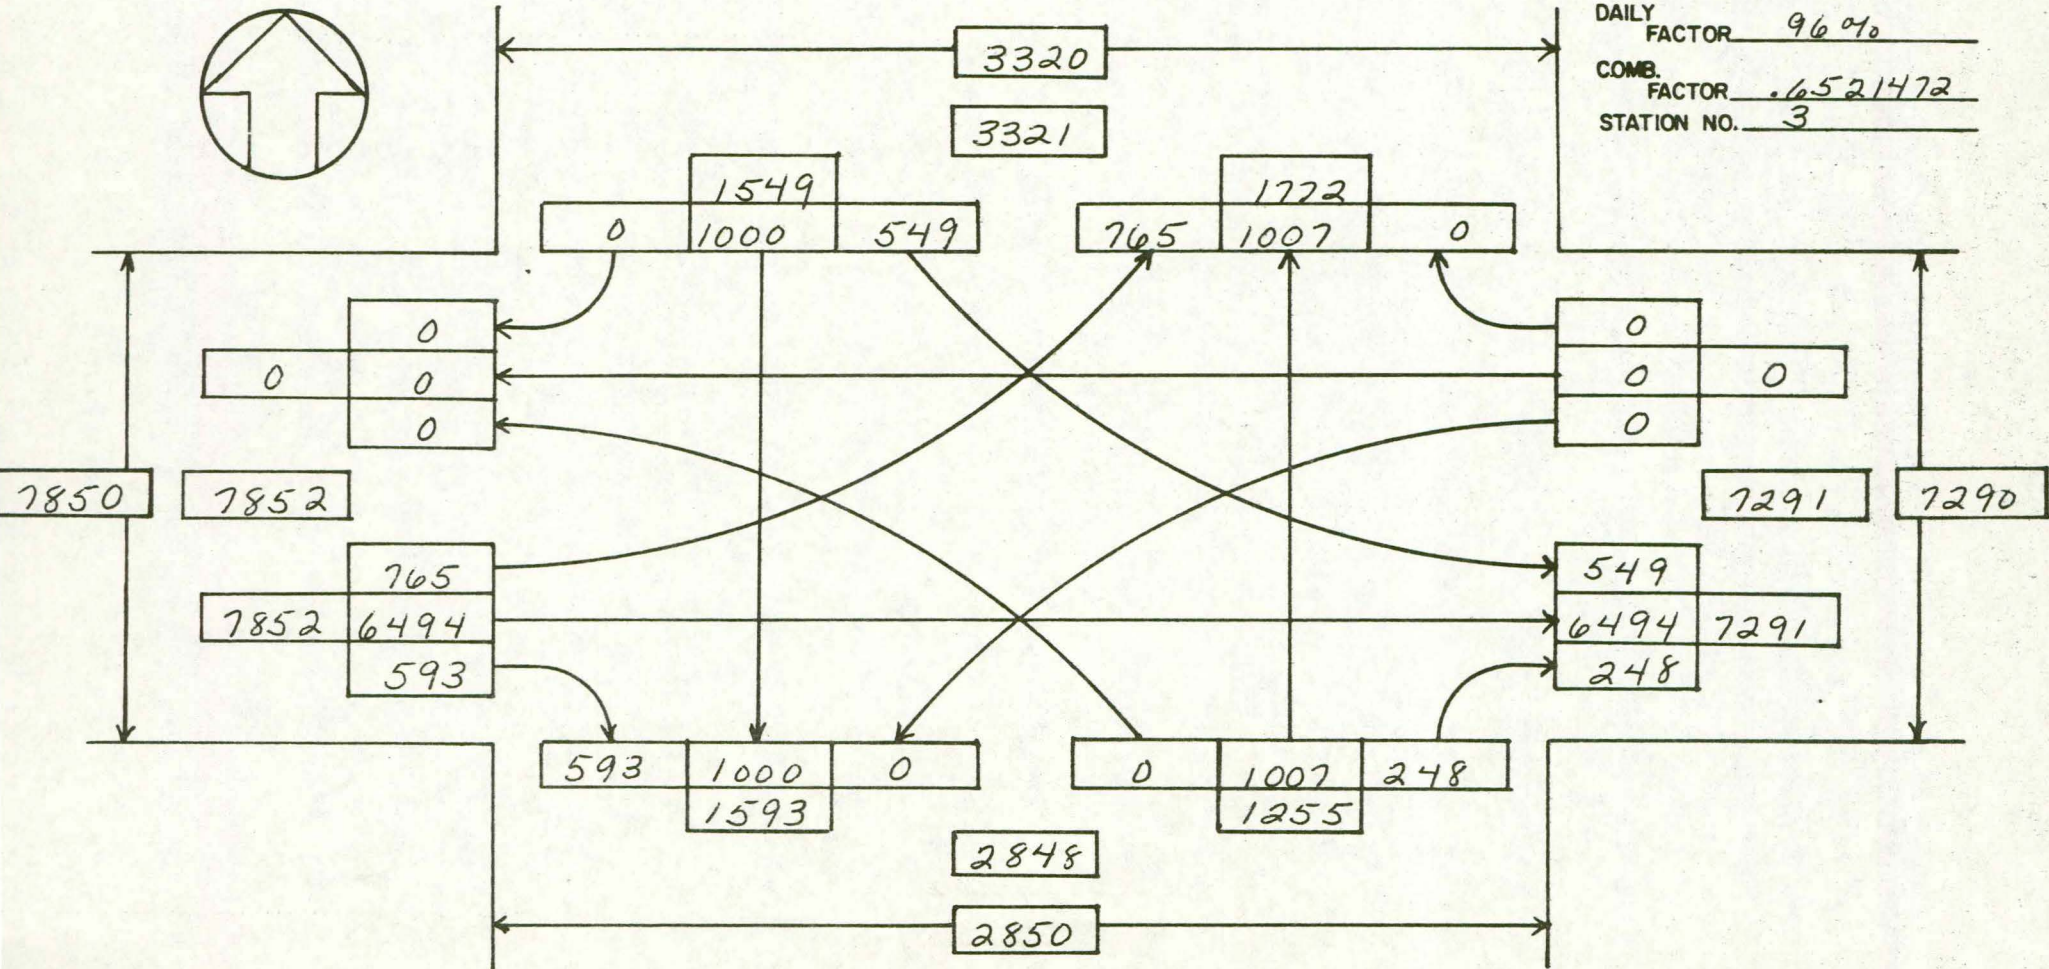 DAILY
FACTOR 96%
COMB.
FACTOR .6521472
STATION NO. 3
3320
3321
1549
0 1000 549
1772
765 1007 0
0
0 0
0
0
0 0
0
7850 7852
7291 7290
765
7852 6494
593
549
6494 7291
248
593 1000 0
1593
0 1007 248
1255
2848
2850